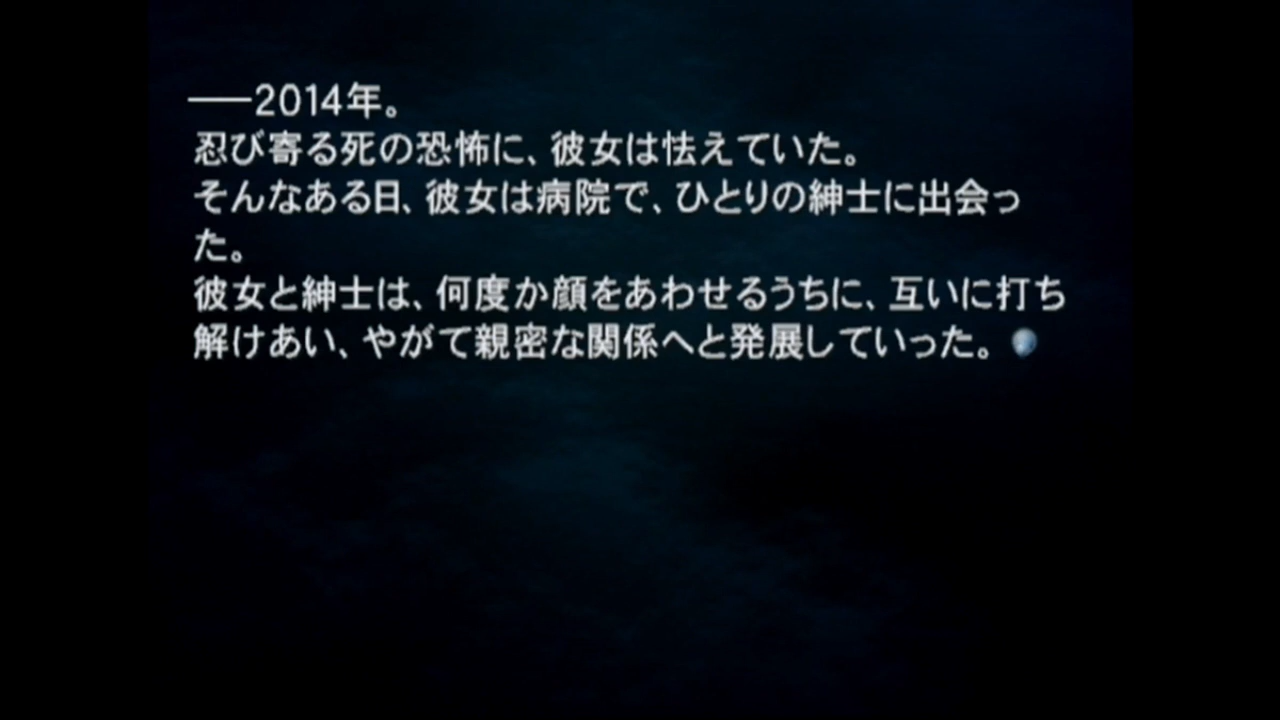 ――2014年。
忍び寄る死の恐怖に、彼女は怯えていた。
そんなある日、彼女は病院で、ひとりの紳士に出会っ
た。
彼女と紳士は、何度か顔をあわせるうちに、互いに打ち
解けあい、やがて親密な関係へと発展していった。